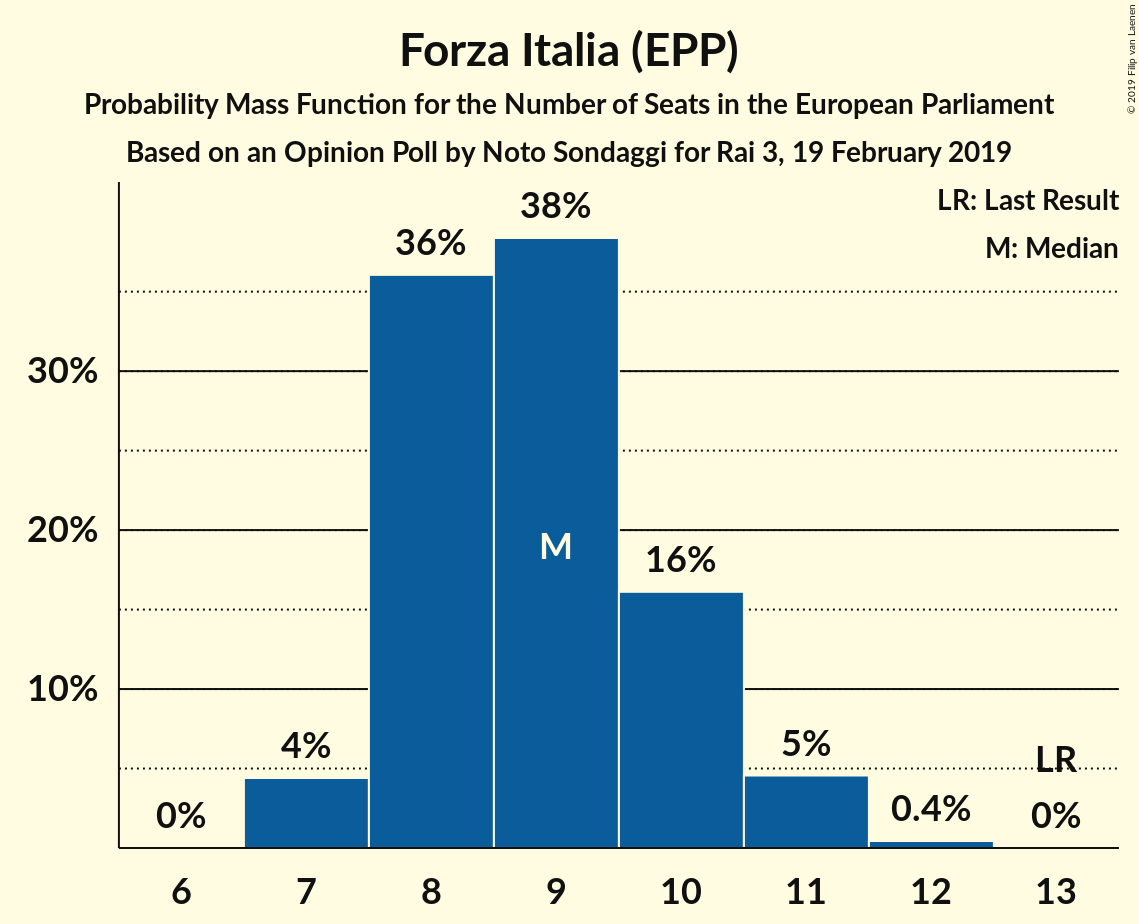 Forza Italia (EPP)
Probability Mass Function for the Number of Seats in the European Parliament
Based on an Opinion Poll by Noto Sondaggi for Rai 3, 19 February 2019
© 2019 Filip van Laenen
LR: Last Result
M: Median
30%
20%
10%
0%
4%
36%
38%
M
16%
5%
0.4%
LR
0%
6 7 8 9 10 11 12 13